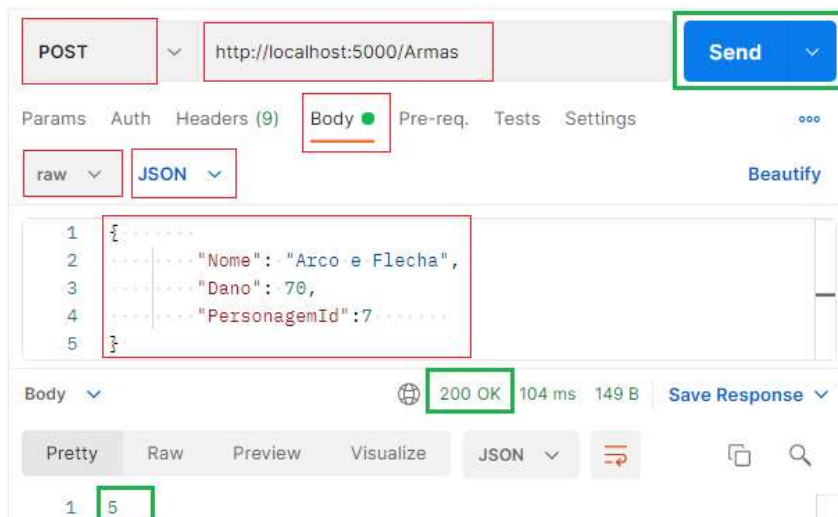 POST http://localhost:5000/Armas Send
Params Auth Headers (9) Body Pre-req. Tests Settings
raw JSON Beautify
1 {
2 "Nome": "Arco e Flecha",
3 "Dano": 70,
4 "PersonagemId":7
5 }
Body 200 OK 104 ms 149 B Save Response
Pretty Raw Preview Visualize JSON
1 5